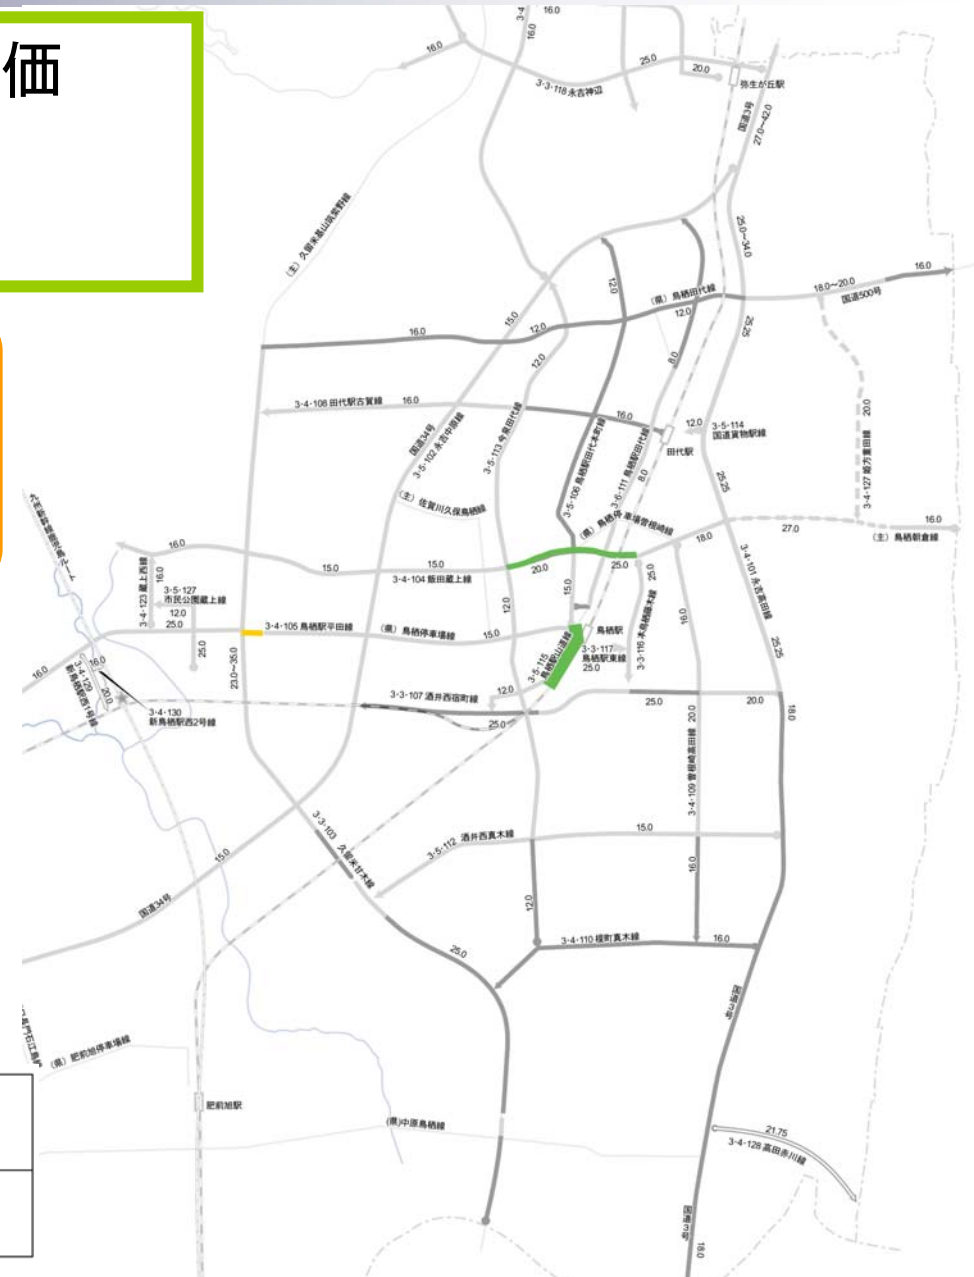 価
3-4
16.0
16.0
16.0
25.0
20.0
3-3-118 永吉神辺
弥生が丘駅
国道3号
27.0~42.0
(主) 久留米基山筑紫野線
25.0~34.0
16.0
18.0~20.0
国道500号
12.0
(県) 鳥栖田代線
12.0
15.0
16.0
12.0
25.25
12.0
8.0
3-4-108 田代駅古賀線
16.0
16.0
12.0
3-5-114
国道貨物駅線
田代駅
国道34号
3-5-102 永吉中原線
3-5-113 今泉田代線
3-5-106 鳥栖駅田代本町線
3-6-111 鳥栖駅田代線
8.0
20.0
3-4-127 姫方童田線
25.25
(主) 佐賀川久保鳥栖線
(県) 鳥栖停車場曽根崎線
18.0
27.0
16.0
(主) 鳥栖朝倉線
16.0
15.0
15.0
3-4-104 飯田蔵上線
20.0
25.0
3-4-123 蔵上西線
16.0
3-5-127
市民公園蔵上線
12.0
25.0
12.0
15.0
25.0
16.0
3-4-101 永吉高田線
3-4-105 鳥栖駅平田線
(県) 鳥栖停車場線
15.0
鳥栖駅
3-3-117
鳥栖駅東線
25.0
3-3-116 本鳥栖藤木線
3-5-115
鳥栖駅山道線
25.0
23.0~35.0
25.25
16.0
16.0
3-4-129
新鳥栖駅西1号線
20.0
3-4-130
新鳥栖駅西2号線
3-3-107 酒井西宿町線
12.0
25.0
25.0
20.0
20.0
18.0
3-4-109 曽根崎高田線
3-3-103
久留米甘木線
3-5-112 酒井西真木線
15.0
15.0
16.0
国道34号
12.0
25.0
3-4-110 榎町真木線
16.0
国道3号
(県) 肥前旭停車場線
肥前旭駅
(県)中原鳥栖線
21.75
3-4-128 高田赤川線
国道3号
18.0